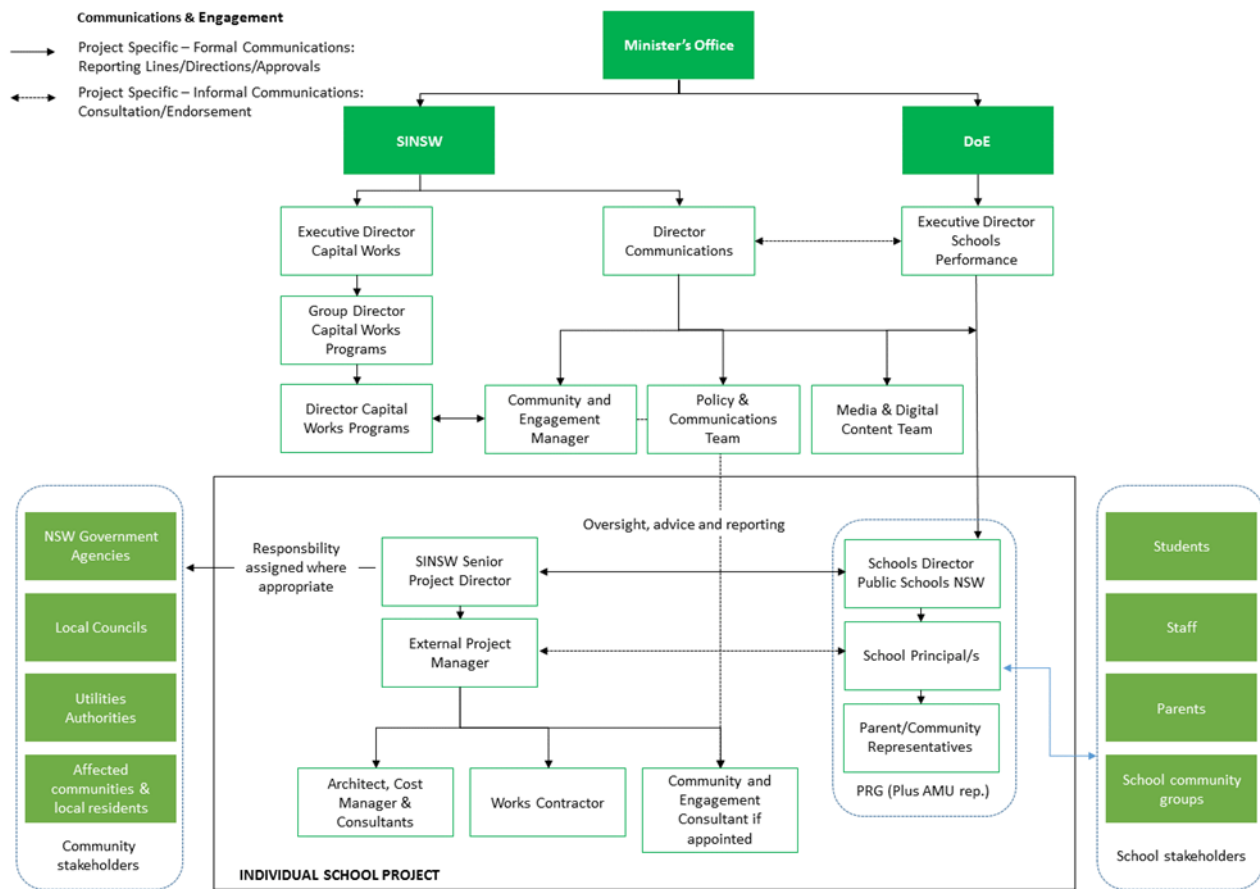 Communications & Engagement
Project Specific – Formal Communications:
Reporting Lines/Directions/Approvals
Project Specific – Informal Communications:
Consultation/Endorsement
Minister's Office
SINSW
DoE
Executive Director
Capital Works
Director
Communications
Executive Director
Schools
Performance
Group Director
Capital Works
Programs
Director Capital
Works Programs
Community and
Engagement
Manager
Policy &
Communications
Team
Media & Digital
Content Team
NSW Government
Agencies
Local Councils
Utilities
Authorities
Affected
communities &
local residents
Community
stakeholders
Responsbility
assigned where
appropriate
Oversight, advice and reporting
SINSW Senior
Project Director
External Project
Manager
Architect, Cost
Manager &
Consultants
Works Contractor
Community and
Engagement
Consultant if
appointed
Schools Director
Public Schools NSW
School Principal/s
Parent/Community
Representatives
PRG (Plus AMU rep.)
INDIVIDUAL SCHOOL PROJECT
Students
Staff
Parents
School community
groups
School stakeholders